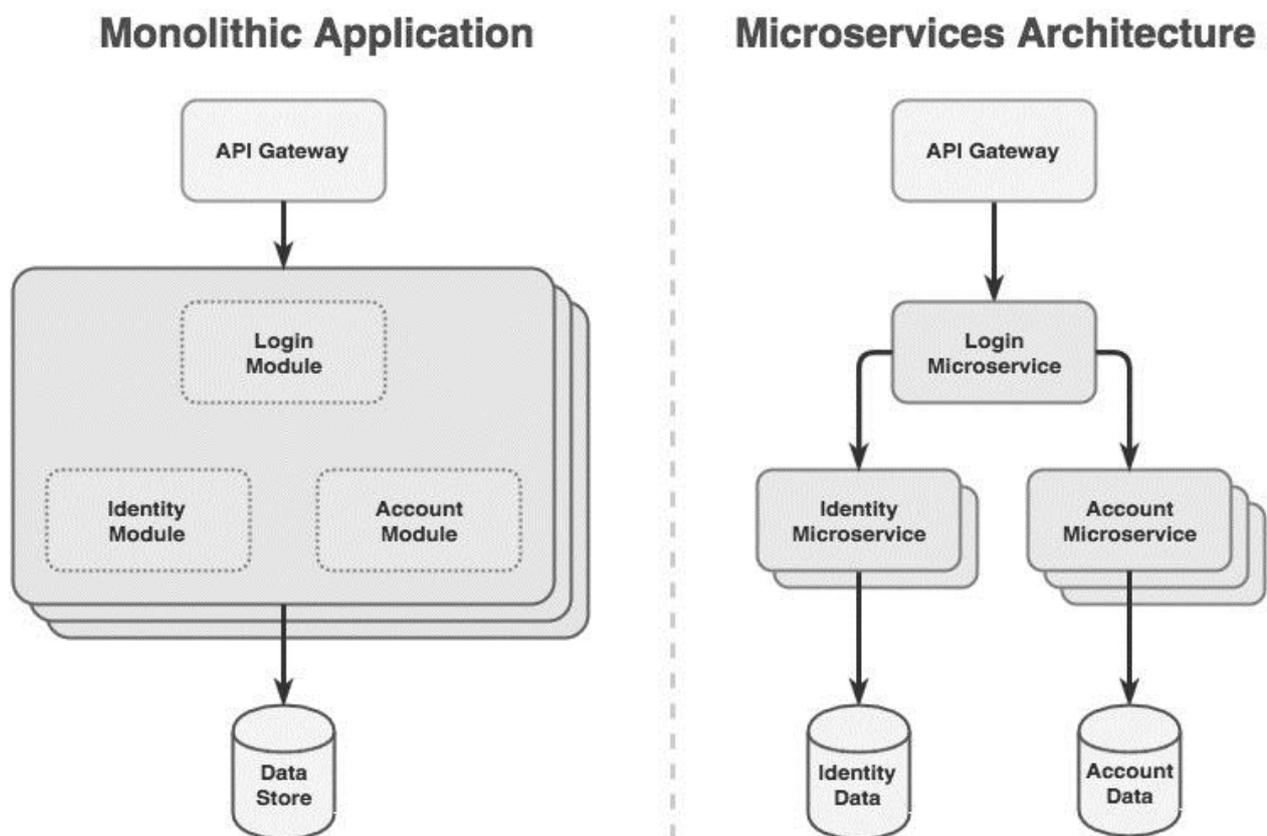 Monolithic Application
API Gateway
Login
Module
Identity
Module
Account
Module
Data
Store
Microservices Architecture
API Gateway
Login
Microservice
Identity
Microservice
Account
Microservice
Identity
Data
Account
Data